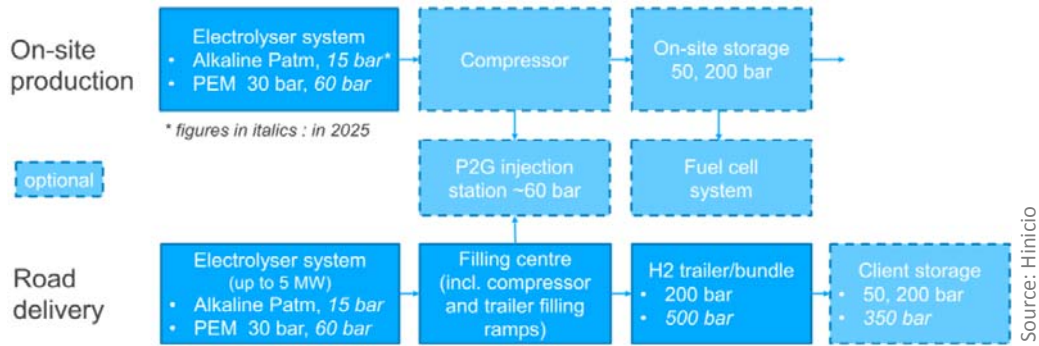 On-site
production
Electrolyser system
• Alkaline Patm, 15 bar*
• PEM 30 bar, 60 bar
Compressor
On-site storage
50, 200 bar
* figures in italics : in 2025
optional
P2G injection
station ~60 bar
Fuel cell
system
Road
delivery
Electrolyser system
(up to 5 MW)
• Alkaline Patm, 15 bar
• PEM 30 bar, 60 bar
Filling centre
(incl. compressor
and trailer filling
ramps)
H2 trailer/bundle
• 200 bar
• 500 bar
Client storage
• 50, 200 bar
• 350 bar
Source: Hinicio